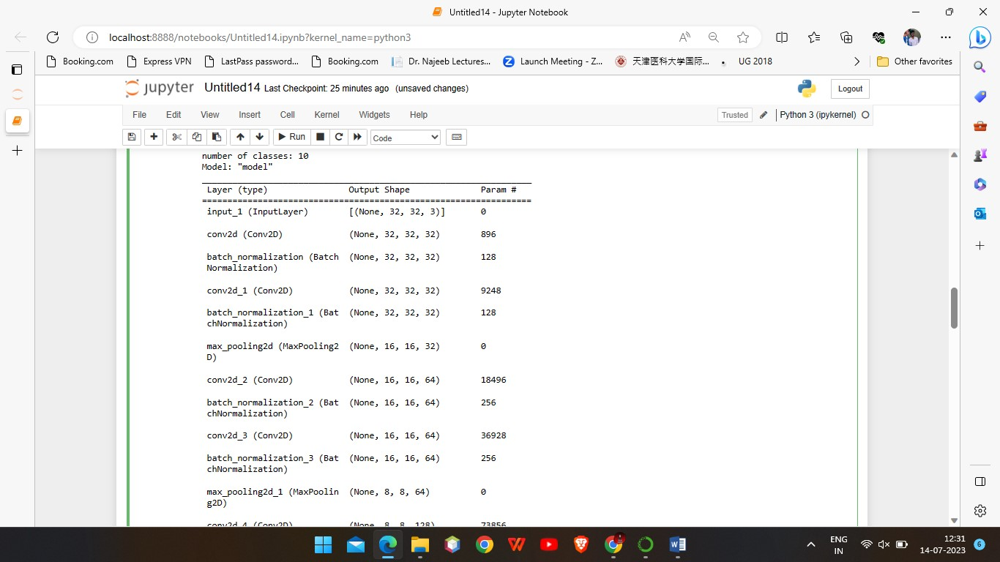 Untitled14 - Jupyter Notebook
localhost:8888/notebooks/Untitled14.ipynb?kernel_name=python3
Booking.com Express VPN LastPass password... Booking.com Dr. Najeeb Lectures... Launch Meeting - Z... 天津医科大学国际... UG 2018 Other favorites
jupyter Untitled14 Last Checkpoint: 25 minutes ago (unsaved changes) Logout
File Edit View Insert Cell Kernel Widgets Help Trusted Python 3 (ipykernel)
Run Code
number of classes: 10
Model: "model"
Layer (type) Output Shape Param #
input_1 (InputLayer) [(None, 32, 32, 3)] 0
conv2d (Conv2D) (None, 32, 32, 32) 896
batch_normalization (Batch (None, 32, 32, 32) 128
Normalization)
conv2d_1 (Conv2D) (None, 32, 32, 32) 9248
batch_normalization_1 (Bat (None, 32, 32, 32) 128
chNormalization)
max_pooling2d (MaxPooling2 (None, 16, 16, 32) 0
D)
conv2d_2 (Conv2D) (None, 16, 16, 64) 18496
batch_normalization_2 (Bat (None, 16, 16, 64) 256
chNormalization)
conv2d_3 (Conv2D) (None, 16, 16, 64) 36928
batch_normalization_3 (Bat (None, 16, 16, 64) 256
chNormalization)
max_pooling2d_1 (MaxPoolin (None, 8, 8, 64) 0
g2D)
conv2d_4 (Conv2D) (None, 8, 8, 128) 73856
ENG 12:31
IN 14-07-2023 6